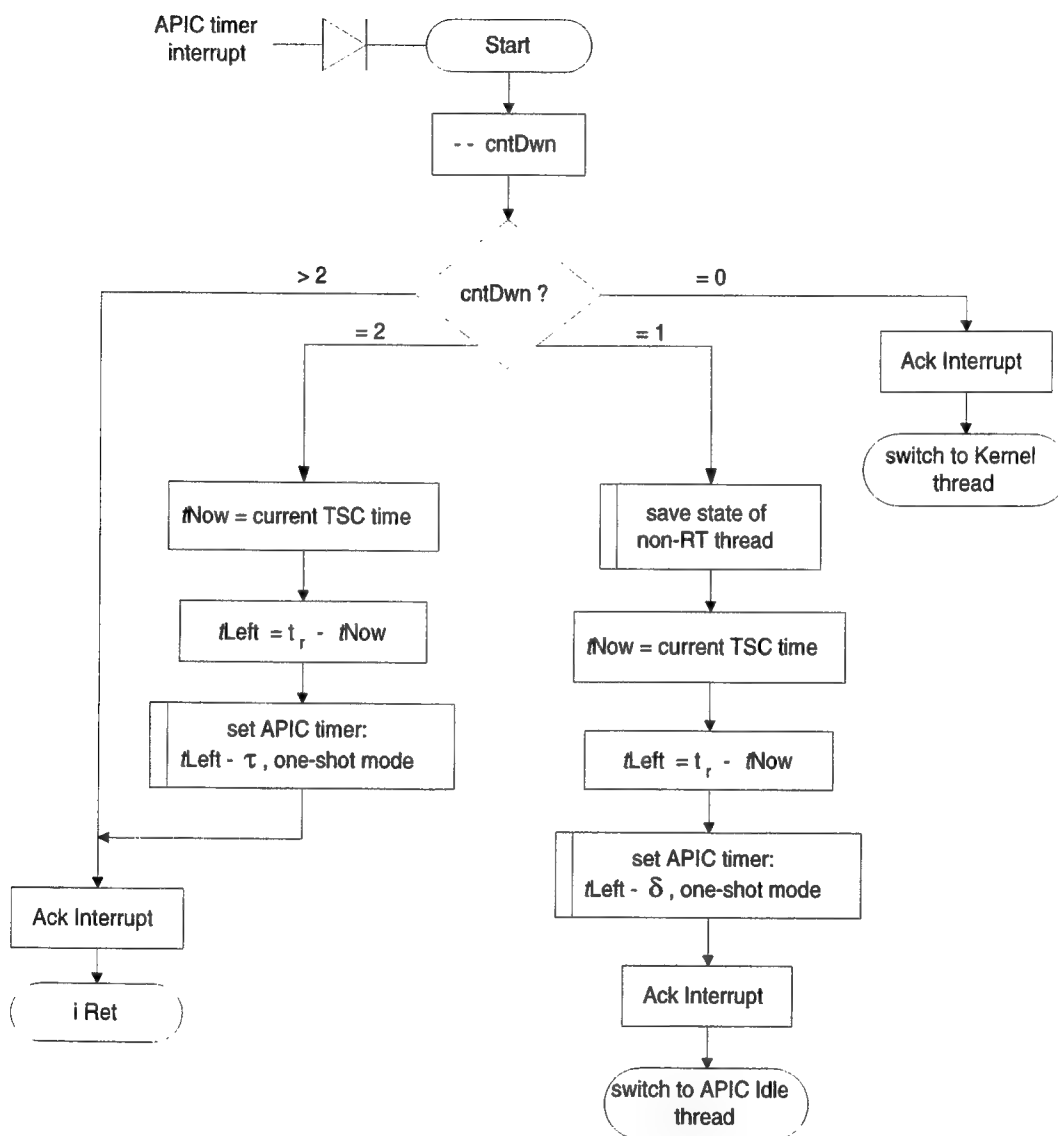 APIC timer
interrupt
Start
-- cntDwn
cntDwn ?
> 2
= 2
= 1
= 0
Ack Interrupt
switch to Kernel
thread
tNow = current TSC time
tLeft = t_r - tNow
set APIC timer:
tLeft - τ , one-shot mode
Ack Interrupt
i Ret
save state of
non-RT thread
tNow = current TSC time
tLeft = t_r - tNow
set APIC timer:
tLeft - δ , one-shot mode
Ack Interrupt
switch to APIC Idle
thread